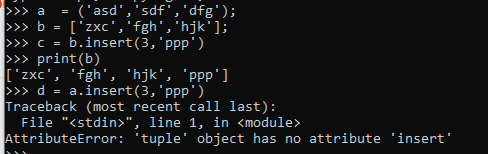 >>> a  = ('asd','sdf','dfg');
>>> b = ['zxc','fgh','hjk'];
>>> c = b.insert(3,'ppp')
>>> print(b)
['zxc', 'fgh', 'hjk', 'ppp']
>>> d = a.insert(3,'ppp')
Traceback (most recent call last):
  File "<stdin>", line 1, in <module>
AttributeError: 'tuple' object has no attribute 'insert'
>>>